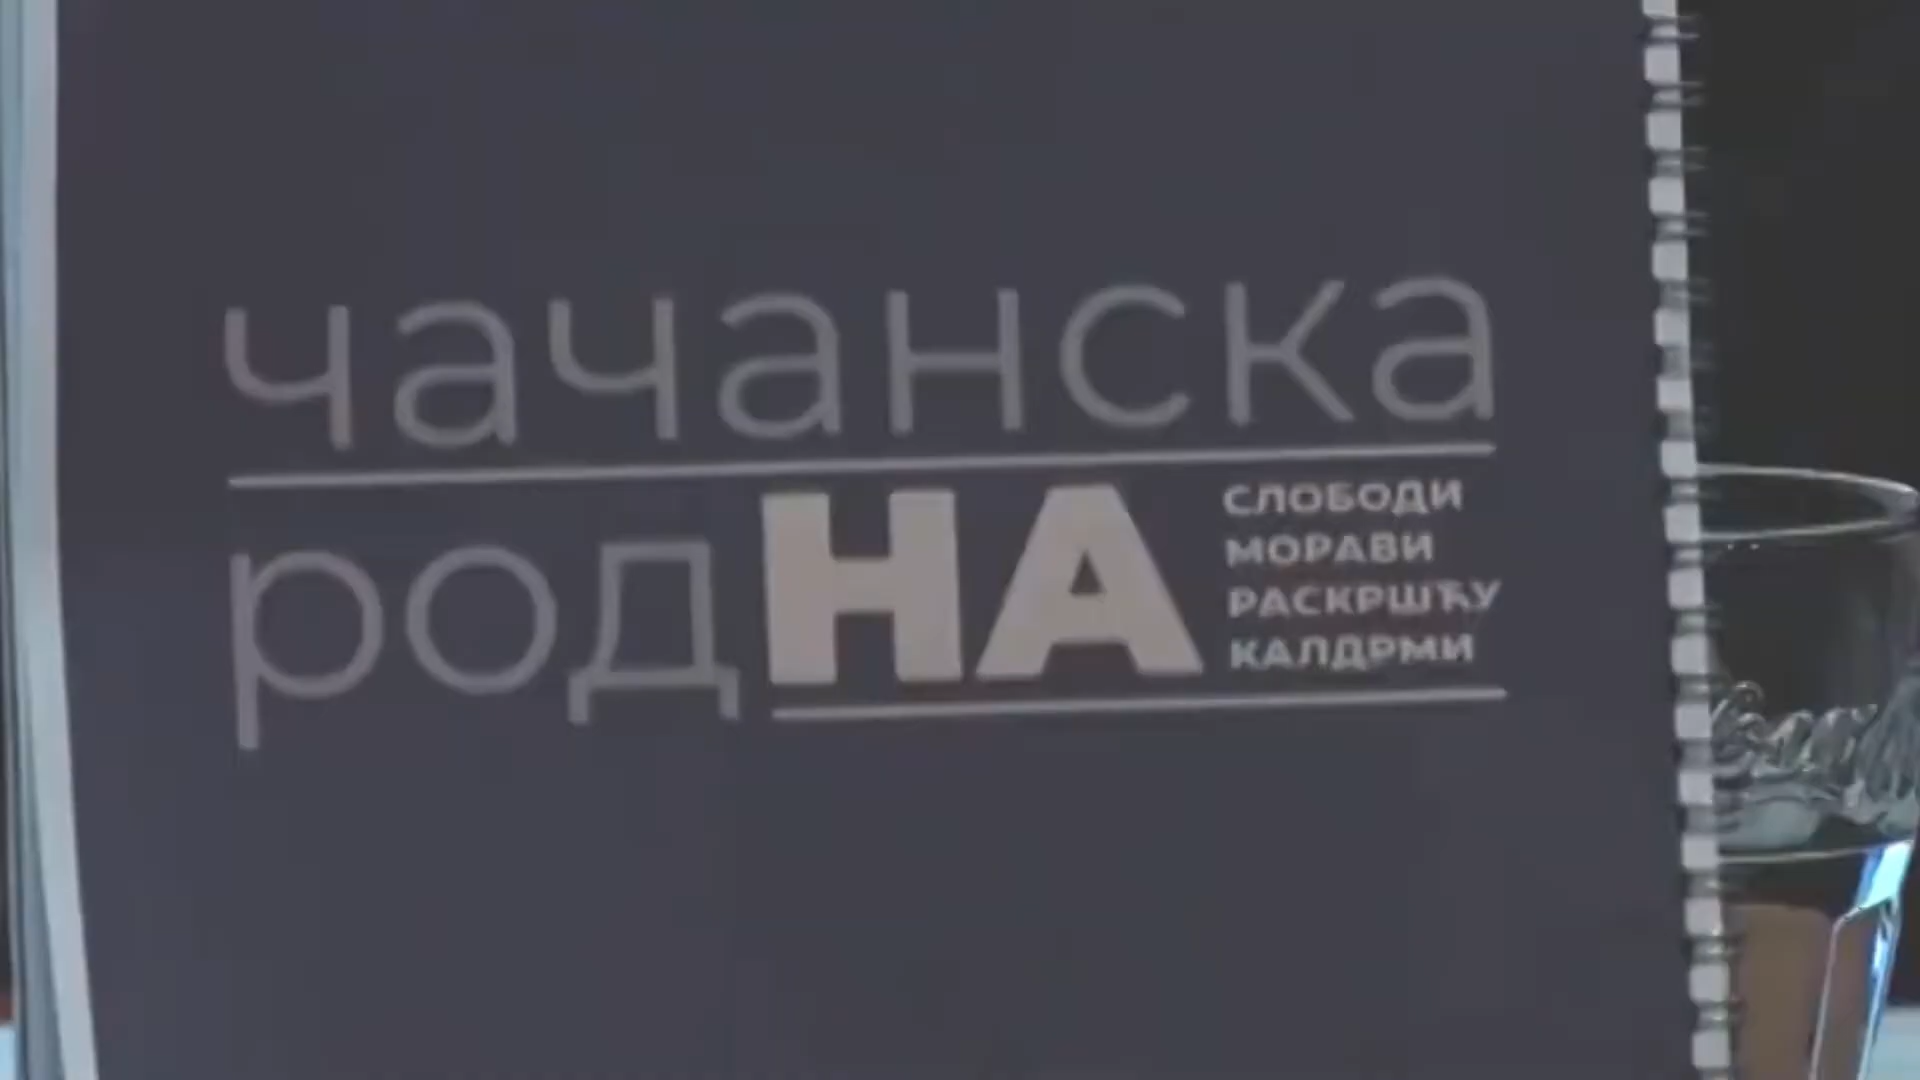 чачанска
родНА
СЛОБОДИ
МОРАВИ
РАСКРШЋУ
КАЛДРМИ